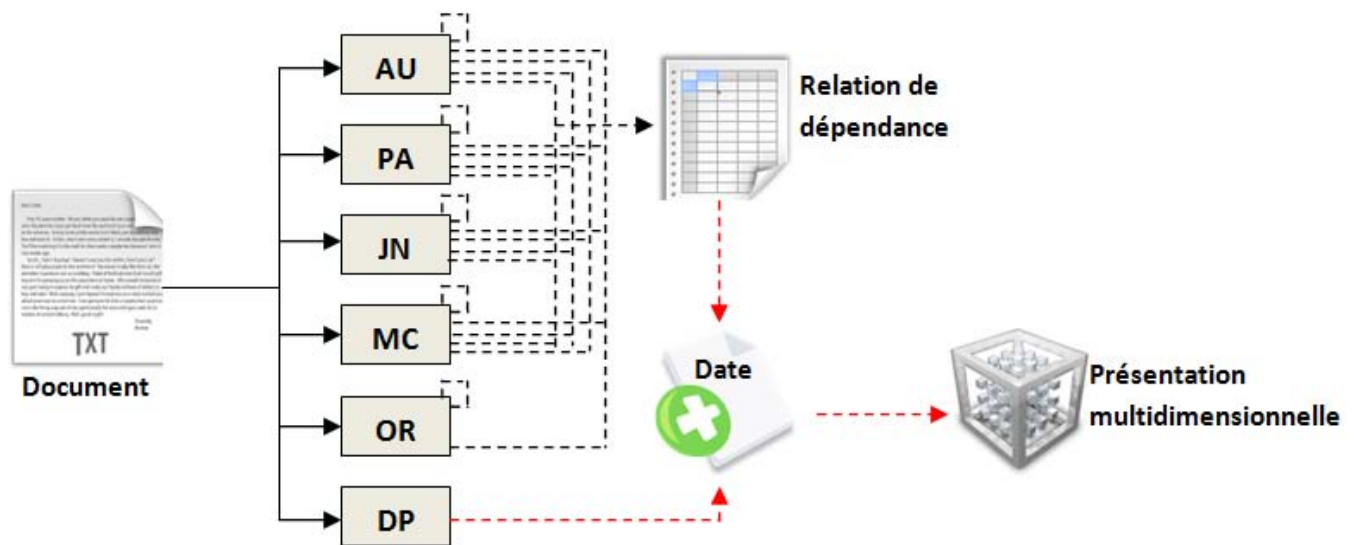 AU
PA
JN
MC
OR
DP
TXT
Document
Relation de
dépendance
Date
Présentation
multidimensionnelle